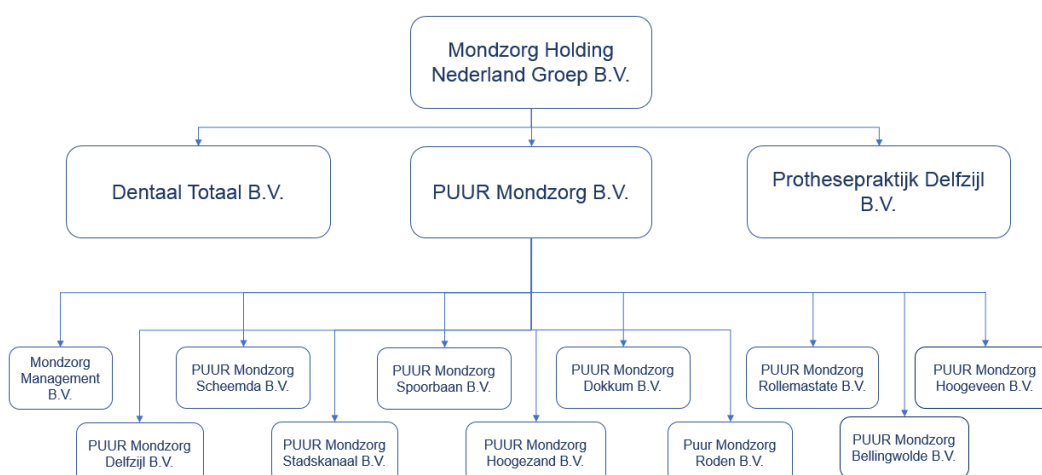 Mondzorg Holding
Nederland Groep B.V.
Dentaal Totaal B.V.
PUUR Mondzorg B.V.
Prothesepraktijk Delfzijl
B.V.
Mondzorg
Management
B.V.
PUUR Mondzorg
Scheemda B.V.
PUUR Mondzorg
Spoorbaan B.V.
PUUR Mondzorg
Dokkum B.V.
PUUR Mondzorg
Rollemastate B.V.
PUUR Mondzorg
Hoogeveen B.V.
PUUR Mondzorg
Delfzijl B.V.
PUUR Mondzorg
Stadskanaal B.V.
PUUR Mondzorg
Hoogezand B.V.
Puur Mondzorg
Roden B.V.
PUUR Mondzorg
Bellingwolde B.V.